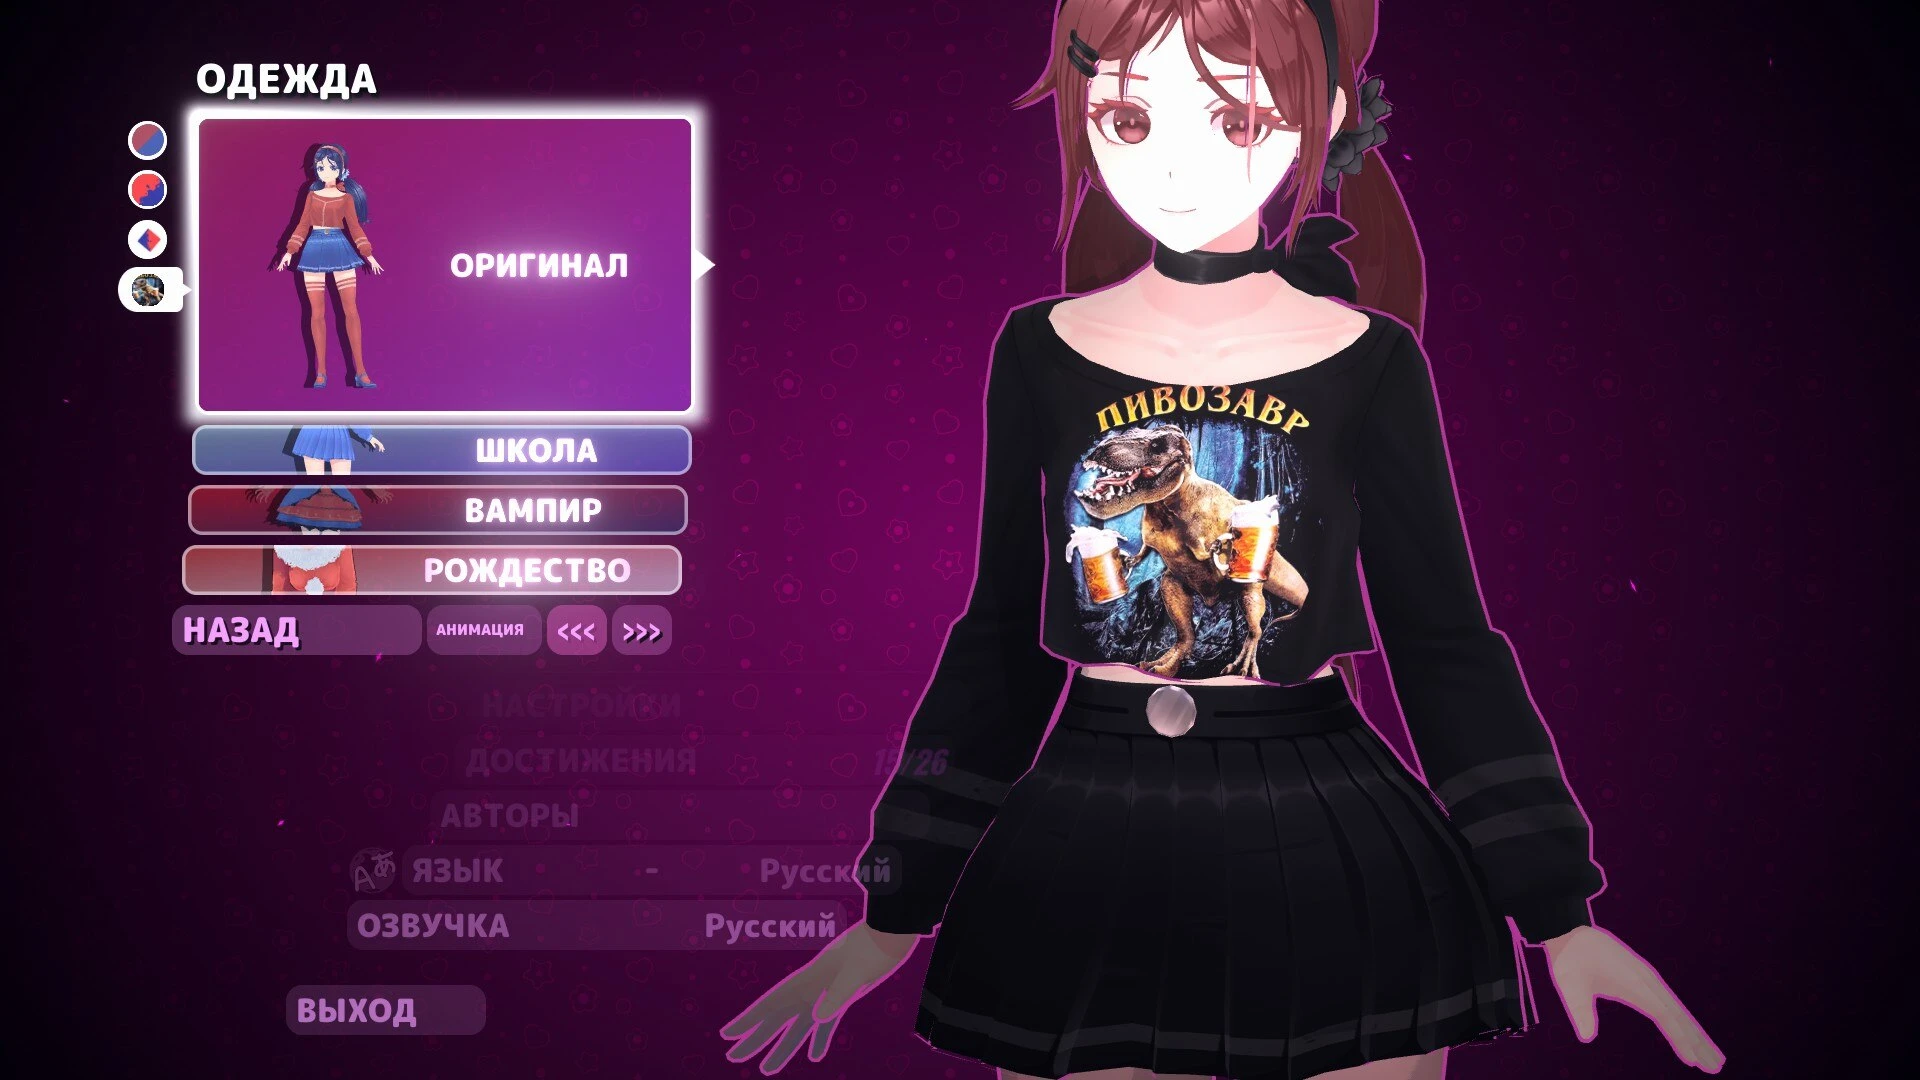 ОДЕЖДА
ОРИГИНАЛ
ШКОЛА
ВАМПИР
РОЖДЕСТВО
НАЗАД
АНИМАЦИЯ
<<<
>>>
НАСТРОЙКИ
ДОСТИЖЕНИЯ 15/26
АВТОРЫ
ЯЗЫК - Русский
ОЗВУЧКА Русский
ВЫХОД
ПИВОЗАВР